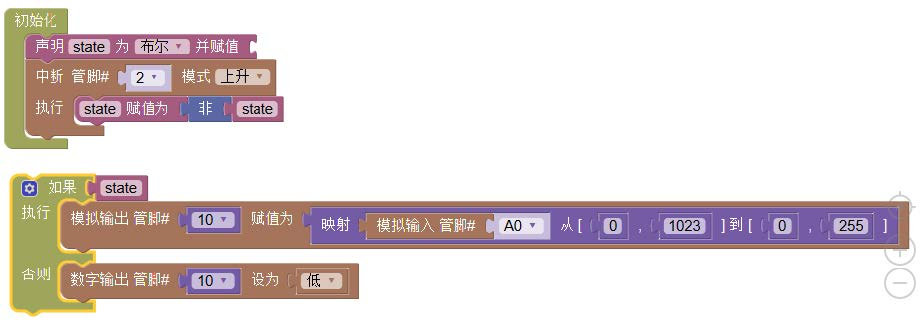 初始化
声明 state 为 布尔 并赋值
中折 管脚# 2 模式 上升
执行 state 赋值为 非 state
如果 state
执行 模拟输出 管脚# 10 赋值为 映射 模拟输入 管脚# A0 从 [ 0 , 1023 ] 到 [ 0 , 255 ]
否则 数字输出 管脚# 10 设为 低